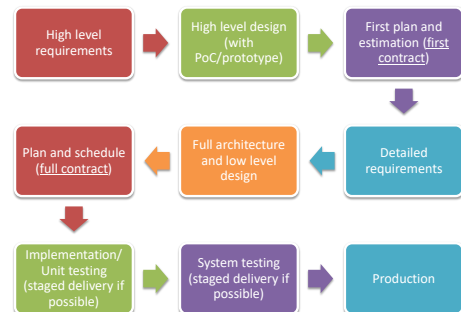 High level
requirements
High level design
(with
PoC/prototype)
First plan and
estimation (first
contract)
Plan and schedule
(full contract)
Full architecture
and low level
design
Detailed
requirements
Implementation/
Unit testing
(staged delivery if
possible)
System testing
(staged delivery if
possible)
Production